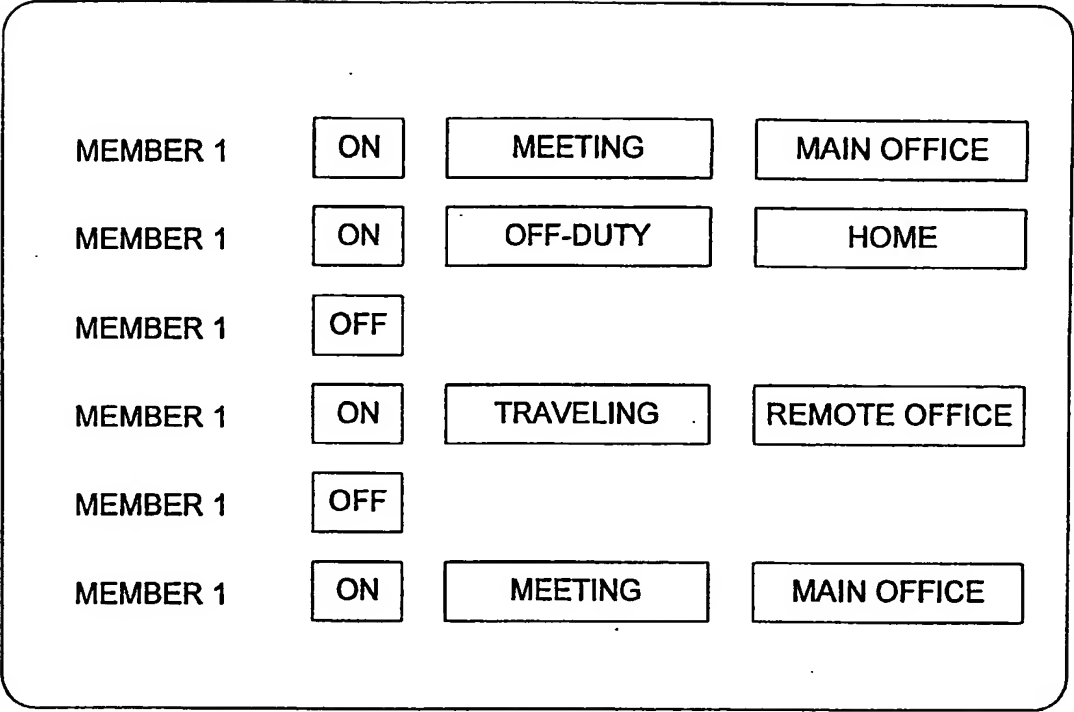 MEMBER 1 ON MEETING MAIN OFFICE
MEMBER 1 ON OFF-DUTY HOME
MEMBER 1 OFF
MEMBER 1 ON TRAVELING REMOTE OFFICE
MEMBER 1 OFF
MEMBER 1 ON MEETING MAIN OFFICE